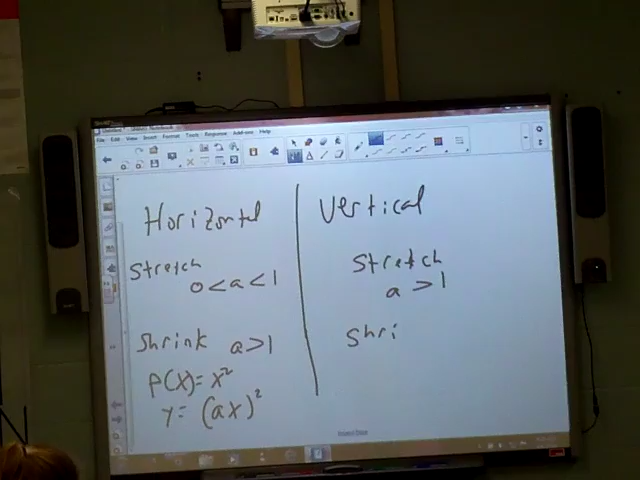 Horizontal
Stretch
0 < a < 1
Shrink a > 1
P(x) = x²
y = (ax)²
Vertical
Stretch
a > 1
Shri